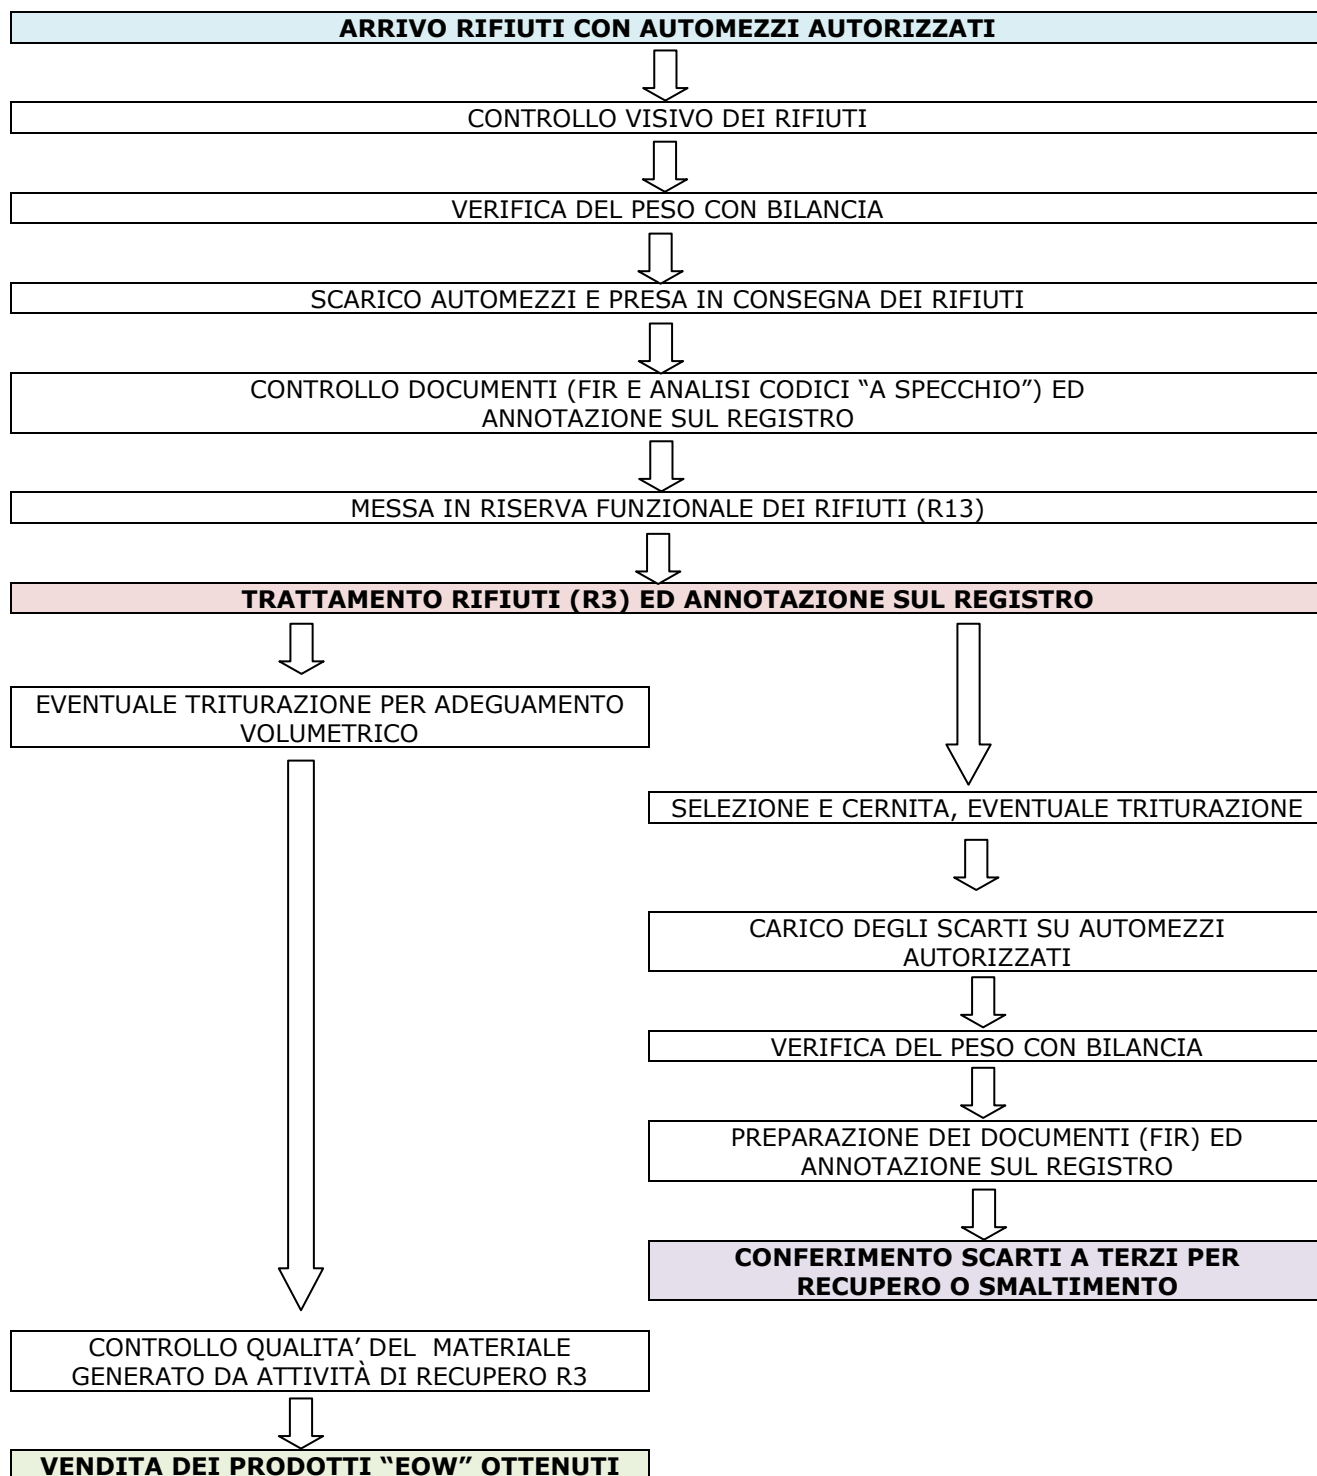 ARRIVO RIFIUTI CON AUTOMEZZI AUTORIZZATI
CONTROLLO VISIVO DEI RIFIUTI
VERIFICA DEL PESO CON BILANCIA
SCARICO AUTOMEZZI E PRESA IN CONSEGNA DEI RIFIUTI
CONTROLLO DOCUMENTI (FIR E ANALISI CODICI “A SPECCHIO”) ED
ANNOTAZIONE SUL REGISTRO
MESSA IN RISERVA FUNZIONALE DEI RIFIUTI (R13)
TRATTAMENTO RIFIUTI (R3) ED ANNOTAZIONE SUL REGISTRO
EVENTUALE TRITURAZIONE PER ADEGUAMENTO
VOLUMETRICO
SELEZIONE E CERNITA, EVENTUALE TRITURAZIONE
CARICO DEGLI SCARTI SU AUTOMEZZI
AUTORIZZATI
VERIFICA DEL PESO CON BILANCIA
PREPARAZIONE DEI DOCUMENTI (FIR) ED
ANNOTAZIONE SUL REGISTRO
CONFERIMENTO SCARTI A TERZI PER
RECUPERO O SMALTIMENTO
CONTROLLO QUALITA’ DEL MATERIALE
GENERATO DA ATTIVITÀ DI RECUPERO R3
VENDITA DEI PRODOTTI “EOW” OTTENUTI